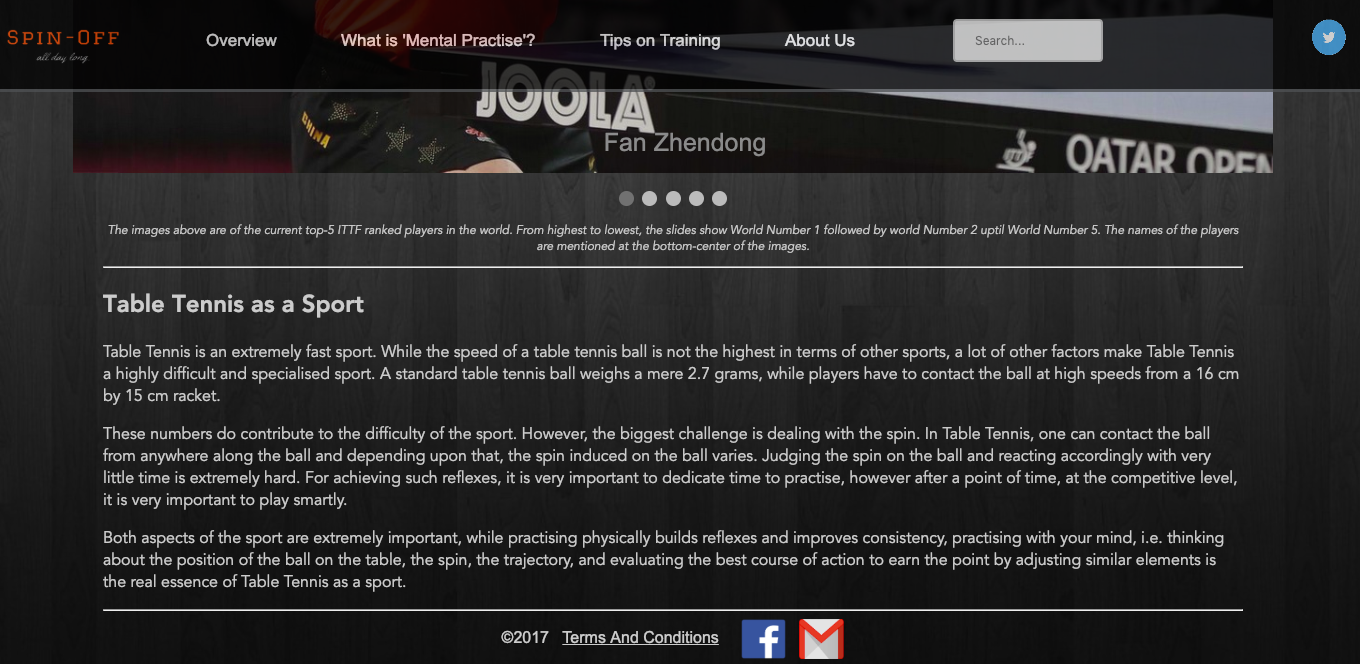 SPIN-OFF
all day long.
Overview
What is 'Mental Practise'?
Tips on Training
About Us
Search...
JOOLA
CHINA
Fan Zhendong
QATAR OPEN
The images above are of the current top-5 ITTF ranked players in the world. From highest to lowest, the slides show World Number 1 followed by world Number 2 uptil World Number 5. The names of the players
are mentioned at the bottom-center of the images.
Table Tennis as a Sport
Table Tennis is an extremely fast sport. While the speed of a table tennis ball is not the highest in terms of other sports, a lot of other factors make Table Tennis
a highly difficult and specialised sport. A standard table tennis ball weighs a mere 2.7 grams, while players have to contact the ball at high speeds from a 16 cm
by 15 cm racket.
These numbers do contribute to the difficulty of the sport. However, the biggest challenge is dealing with the spin. In Table Tennis, one can contact the ball
from anywhere along the ball and depending upon that, the spin induced on the ball varies. Judging the spin on the ball and reacting accordingly with very
little time is extremely hard. For achieving such reflexes, it is very important to dedicate time to practise, however after a point of time, at the competitive level,
it is very important to play smartly.
Both aspects of the sport are extremely important, while practising physically builds reflexes and improves consistency, practising with your mind, i.e. thinking
about the position of the ball on the table, the spin, the trajectory, and evaluating the best course of action to earn the point by adjusting similar elements is
the real essence of Table Tennis as a sport.
©2017 Terms And Conditions